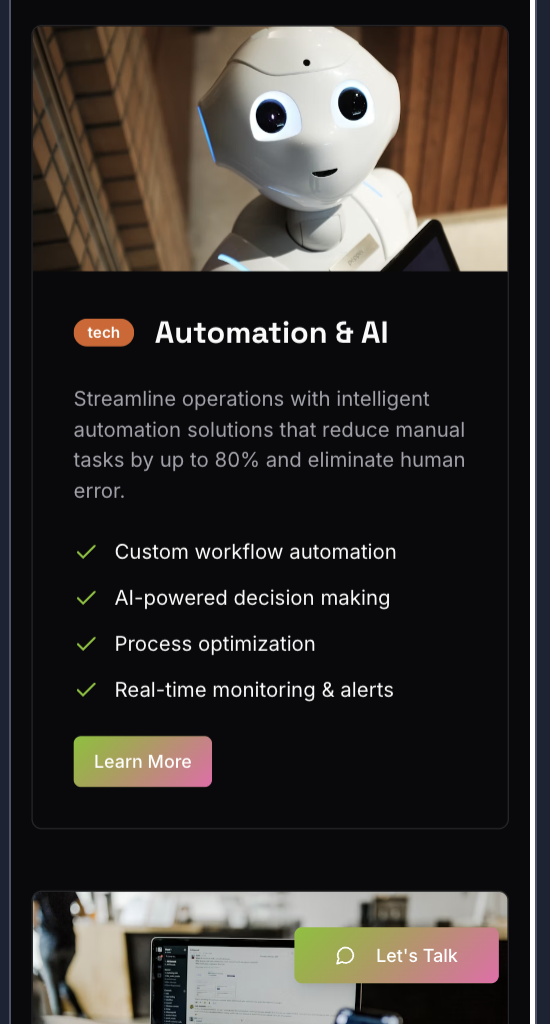 tech
Automation & AI
Streamline operations with intelligent
automation solutions that reduce manual
tasks by up to 80% and eliminate human
error.
Custom workflow automation
AI-powered decision making
Process optimization
Real-time monitoring & alerts
Learn More
Let's Talk